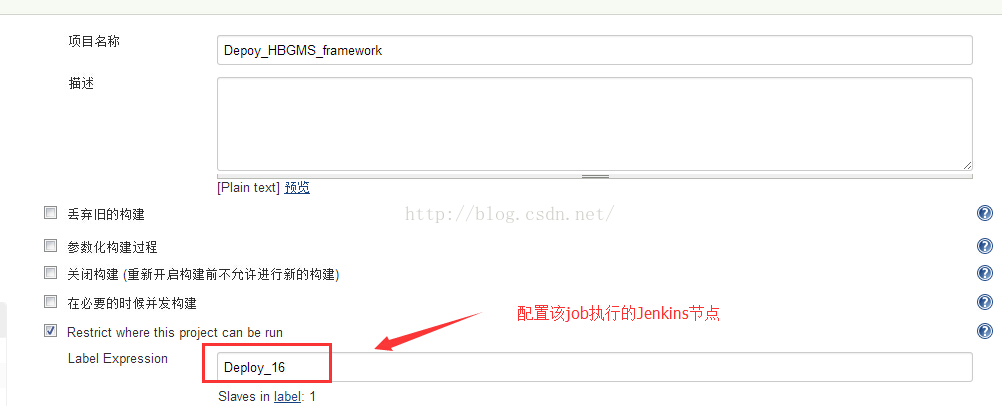 项目名称
Depoy_HBGMS_framework
描述
[Plain text] 预览
http://blog.csdn.net/
丢弃旧的构建
参数化构建过程
关闭构建 (重新开启构建前不允许进行新的构建)
在必要的时候并发构建
配置该job执行的Jenkins节点
Restrict where this project can be run
Label Expression
Deploy_16
Slaves in label: 1